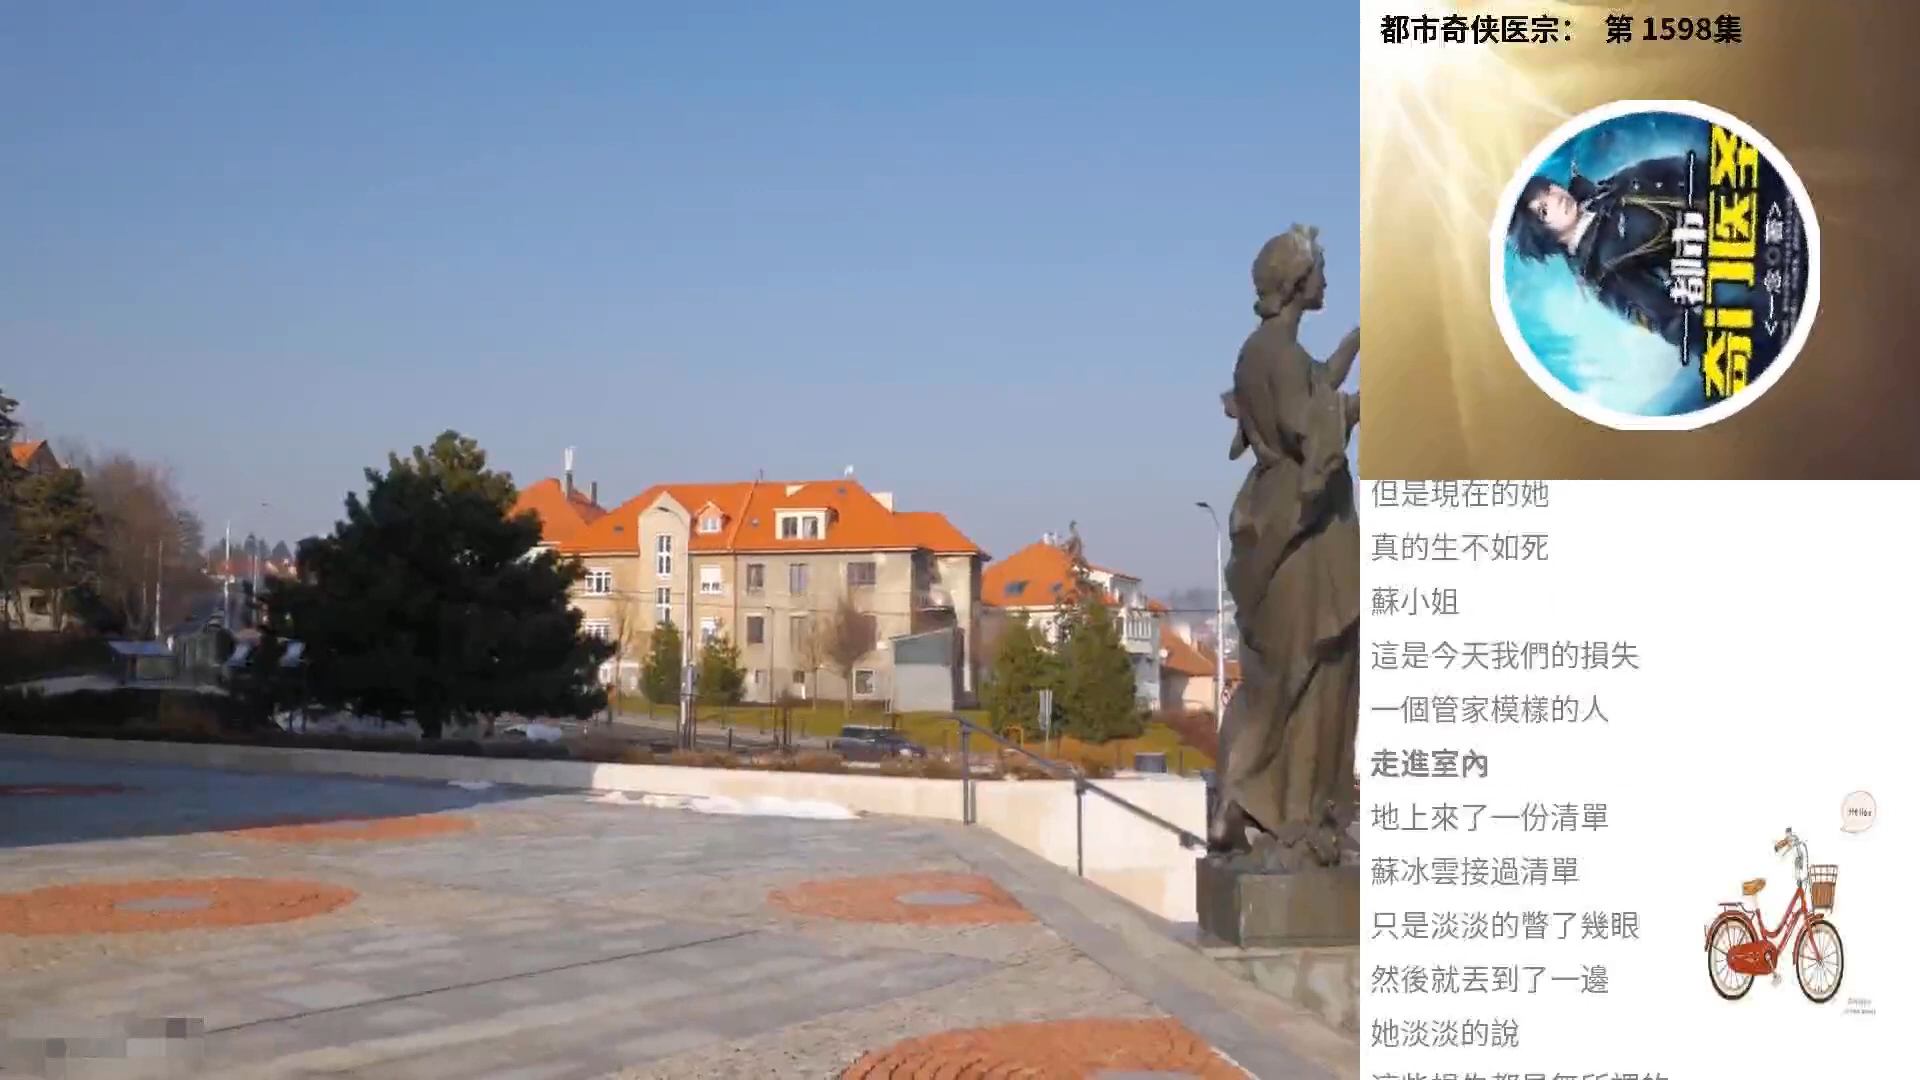 都市奇侠医宗： 第 1598集
都市
奇门医圣
但是現在的她
真的生不如死
蘇小姐
這是今天我們的損失
一個管家模樣的人
走進室內
地上來了一份清單
蘇冰雲接過清單
只是淡淡的瞥了幾眼
然後就丟到了一邊
她淡淡的說